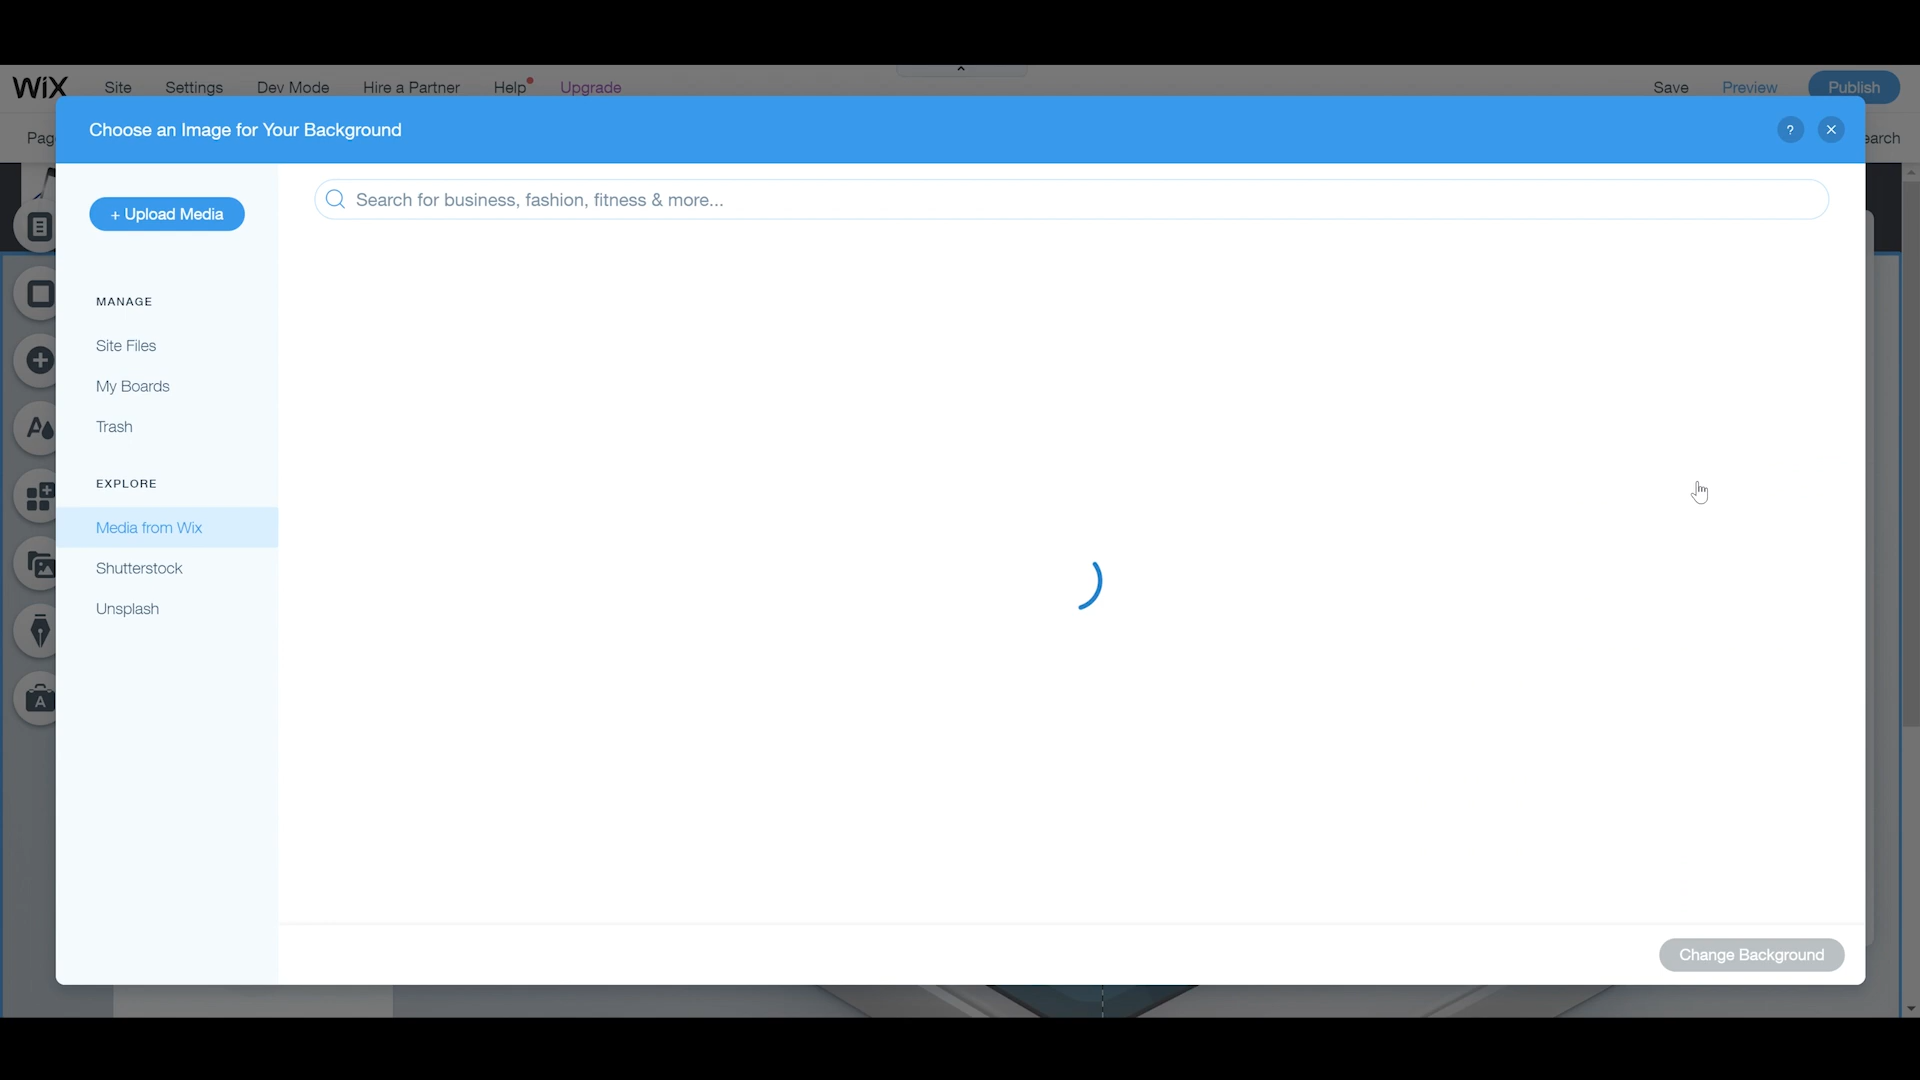 WIX Site Settings Dev Mode Hire a Partner Help Upgrade Save Preview Publish
Choose an Image for Your Background ?
+ Upload Media
Search for business, fashion, fitness & more...
MANAGE
Site Files
My Boards
Trash
EXPLORE
Media from Wix
Shutterstock
Unsplash
Change Background